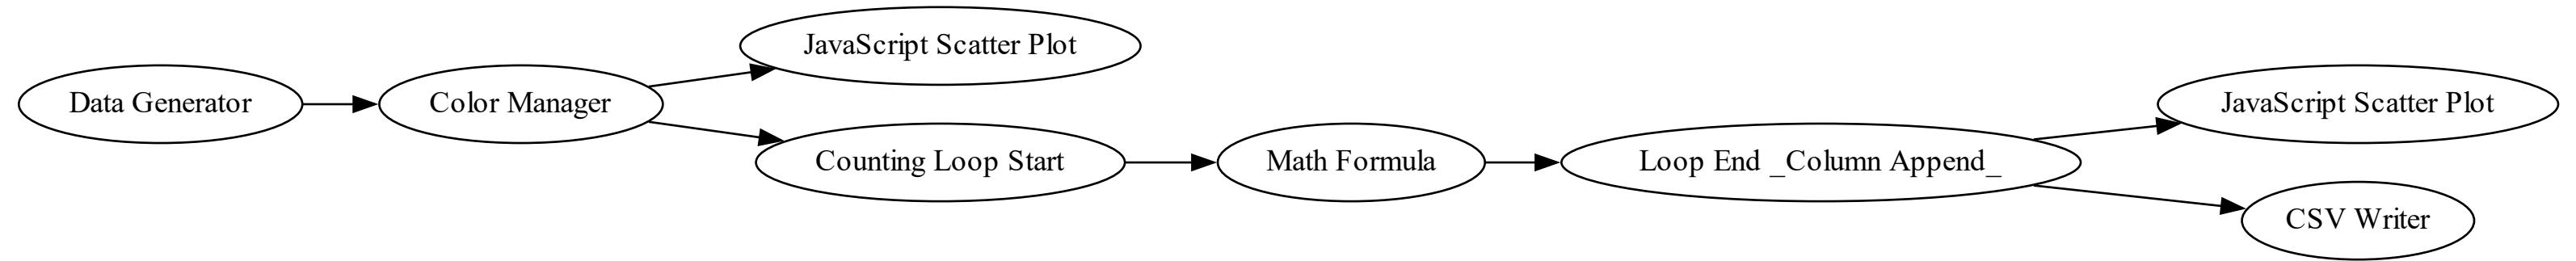 Data Generator
Color Manager
JavaScript Scatter Plot
Counting Loop Start
Math Formula
Loop End _Column Append_
JavaScript Scatter Plot
CSV Writer